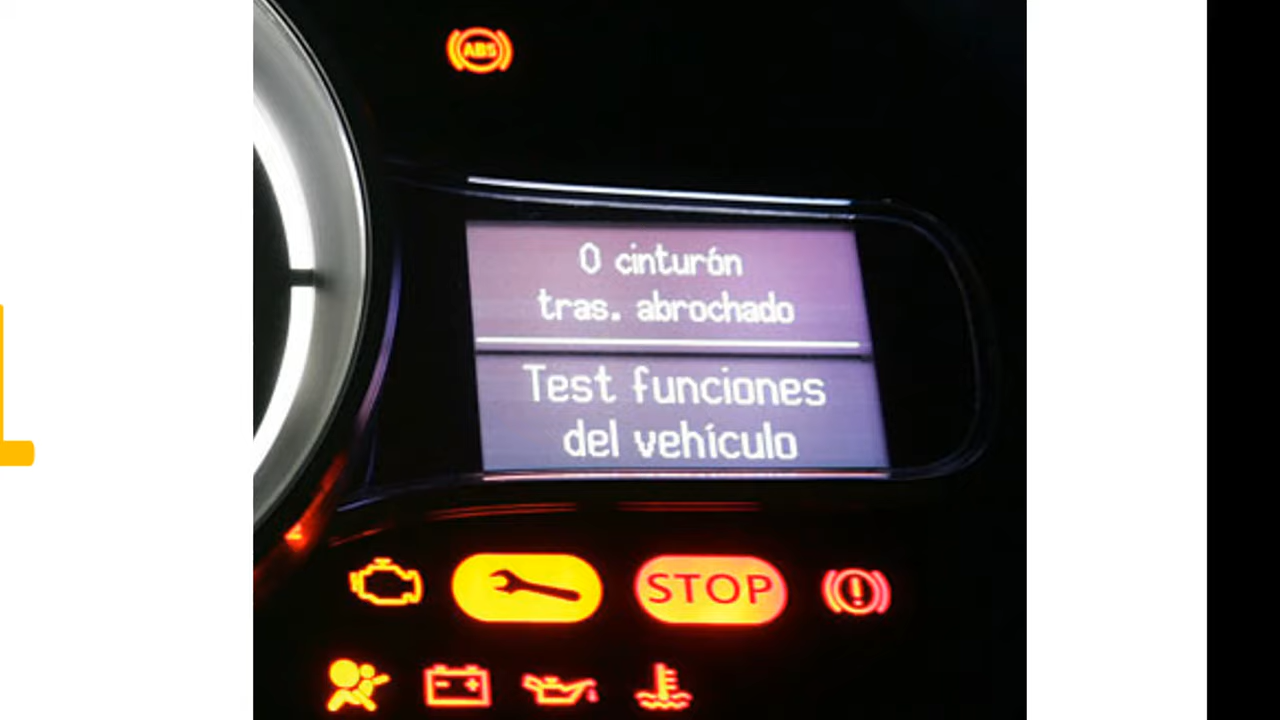 ABS
0 cinturón
tras. abrochado
Test funciones
del vehículo
STOP